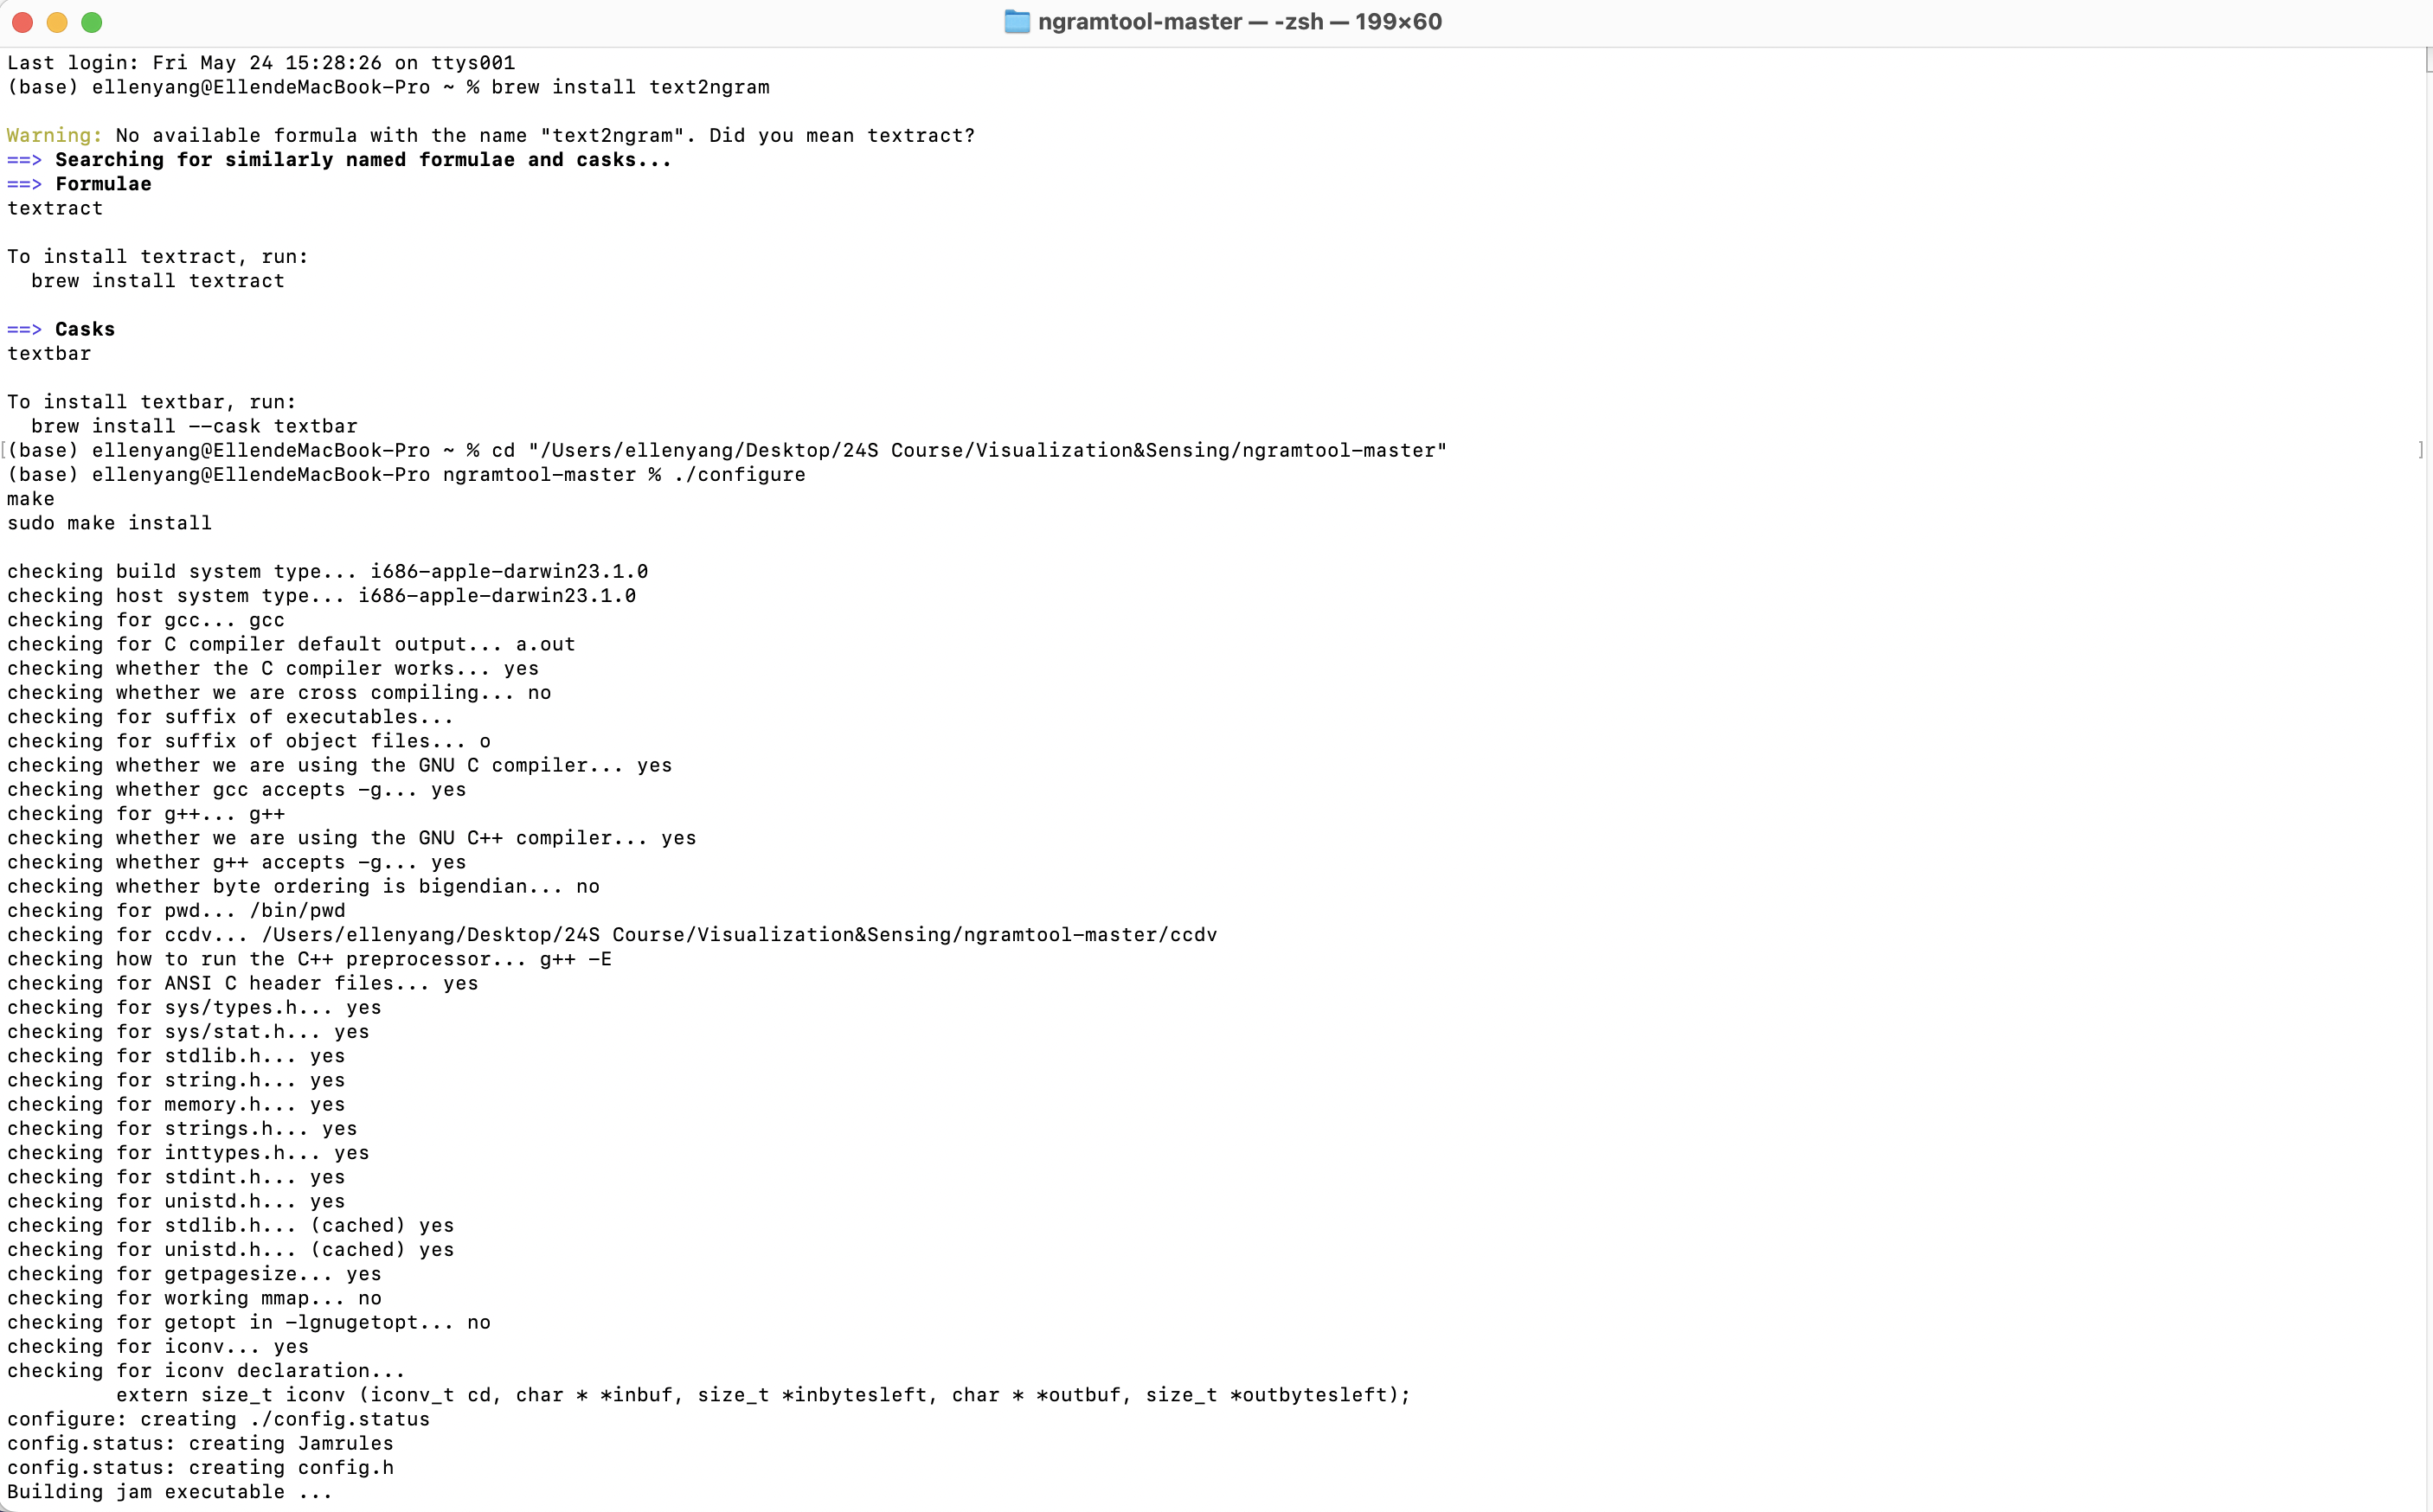 ngramtool-master — -zsh — 199×60
Last login: Fri May 24 15:28:26 on ttys001
(base) ellenyang@EllendeMacBook-Pro ~ % brew install text2ngram
Warning: No available formula with the name "text2ngram". Did you mean textract?
==> Searching for similarly named formulae and casks...
==> Formulae
textract
To install textract, run:
  brew install textract
==> Casks
textbar
To install textbar, run:
  brew install --cask textbar
[(base) ellenyang@EllendeMacBook-Pro ~ % cd "/Users/ellenyang/Desktop/24S Course/Visualization&Sensing/ngramtool-master" ]
(base) ellenyang@EllendeMacBook-Pro ngramtool-master % ./configure
make
sudo make install
checking build system type... i686-apple-darwin23.1.0
checking host system type... i686-apple-darwin23.1.0
checking for gcc... gcc
checking for C compiler default output... a.out
checking whether the C compiler works... yes
checking whether we are cross compiling... no
checking for suffix of executables...
checking for suffix of object files... o
checking whether we are using the GNU C compiler... yes
checking whether gcc accepts -g... yes
checking for g++... g++
checking whether we are using the GNU C++ compiler... yes
checking whether g++ accepts -g... yes
checking whether byte ordering is bigendian... no
checking for pwd... /bin/pwd
checking for ccdv... /Users/ellenyang/Desktop/24S Course/Visualization&Sensing/ngramtool-master/ccdv
checking how to run the C++ preprocessor... g++ -E
checking for ANSI C header files... yes
checking for sys/types.h... yes
checking for sys/stat.h... yes
checking for stdlib.h... yes
checking for string.h... yes
checking for memory.h... yes
checking for strings.h... yes
checking for inttypes.h... yes
checking for stdint.h... yes
checking for unistd.h... yes
checking for stdlib.h... (cached) yes
checking for unistd.h... (cached) yes
checking for getpagesize... yes
checking for working mmap... no
checking for getopt in -lgnugetopt... no
checking for iconv... yes
checking for iconv declaration...
         extern size_t iconv (iconv_t cd, char * *inbuf, size_t *inbytesleft, char * *outbuf, size_t *outbytesleft);
configure: creating ./config.status
config.status: creating Jamrules
config.status: creating config.h
Building jam executable ...